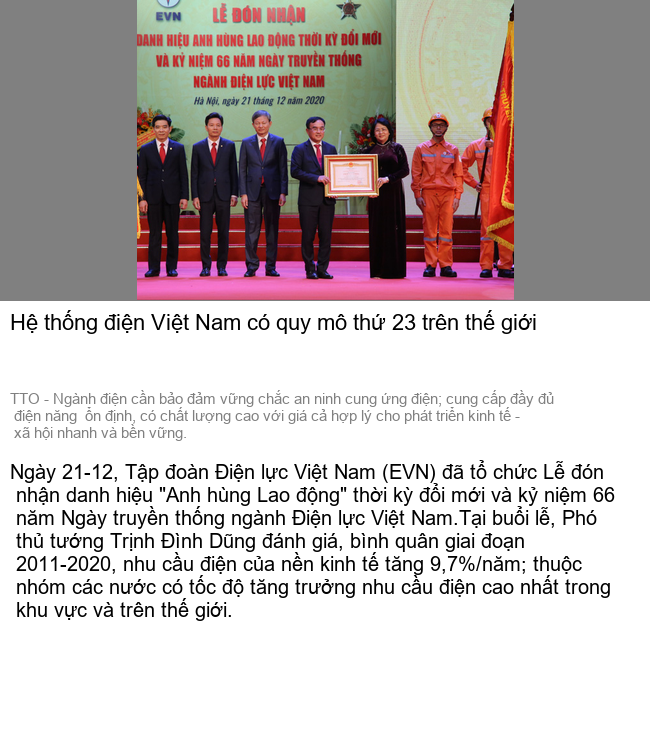 EVN
LỄ ĐÓN NHẬN
DANH HIỆU ANH HÙNG LAO ĐỘNG THỜI KỲ ĐỔI MỚI
VÀ KỶ NIỆM 66 NĂM NGÀY TRUYỀN THỐNG
NGÀNH ĐIỆN LỰC VIỆT NAM
Hà Nội, ngày 21 tháng 12 năm 2020
Hệ thống điện Việt Nam có quy mô thứ 23 trên thế giới
TTO - Ngành điện cần bảo đảm vững chắc an ninh cung ứng điện; cung cấp đầy đủ
điện năng ổn định, có chất lượng cao với giá cả hợp lý cho phát triển kinh tế -
xã hội nhanh và bền vững.
Ngày 21-12, Tập đoàn Điện lực Việt Nam (EVN) đã tổ chức Lễ đón
nhận danh hiệu "Anh hùng Lao động" thời kỳ đổi mới và kỷ niệm 66
năm Ngày truyền thống ngành Điện lực Việt Nam.Tại buổi lễ, Phó
thủ tướng Trịnh Đình Dũng đánh giá, bình quân giai đoạn
2011-2020, nhu cầu điện của nền kinh tế tăng 9,7%/năm; thuộc
nhóm các nước có tốc độ tăng trưởng nhu cầu điện cao nhất trong
khu vực và trên thế giới.